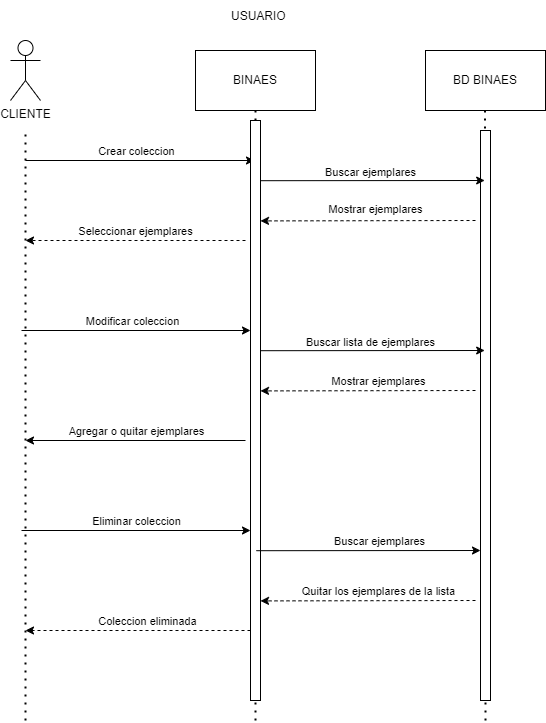 USUARIO
BINAES
BD BINAES
CLIENTE
Crear coleccion
Buscar ejemplares
Mostrar ejemplares
Seleccionar ejemplares
Modificar coleccion
Buscar lista de ejemplares
Mostrar ejemplares
Agregar o quitar ejemplares
Eliminar coleccion
Buscar ejemplares
Quitar los ejemplares de la lista
Coleccion eliminada